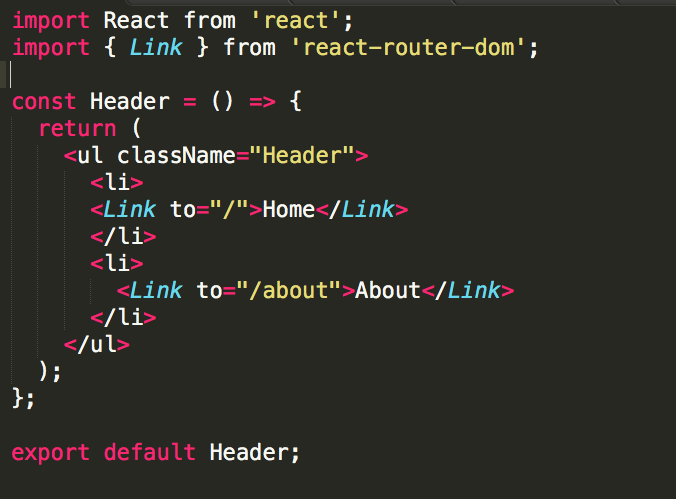 import React from 'react';
import { Link } from 'react-router-dom';

const Header = () => {
  return (
    <ul className="Header">
      <li>
      <Link to="/">Home</Link>
      </li>
      <li>
        <Link to="/about">About</Link>
      </li>
    </ul>
  );
};

export default Header;